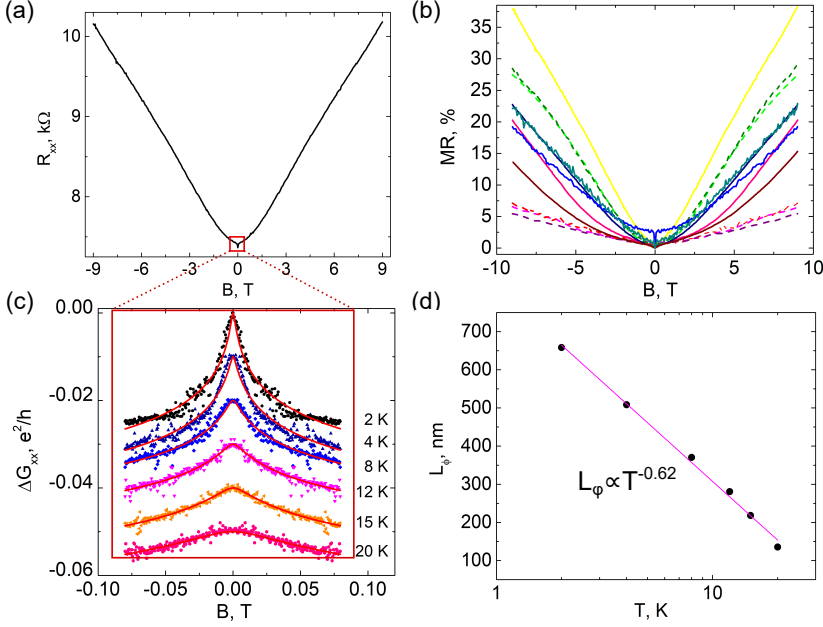 (a)
10
9
8
R_xx, kΩ
-9 -6 -3 0 3 6 9
B, T
(b)
35
30
25
20
15
10
5
0
MR, %
-10 -5 0 5 10
B, T
(c)
0.00
-0.02
-0.04
-0.06
ΔG_xx, e²/h
2 K
4 K
8 K
12 K
15 K
20 K
-0.10 -0.05 0.00 0.05 0.10
B, T
(d)
700
600
500
400
300
200
100
L_ϕ, nm
L_φ∝T^-0.62
1 10
T, K